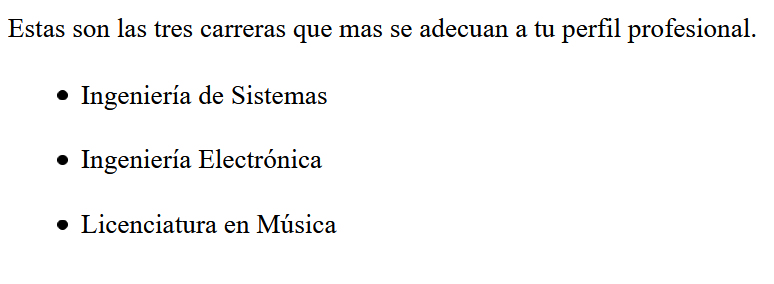 Estas son las tres carreras que mas se adecuan a tu perfil profesional.
Ingeniería de Sistemas
Ingeniería Electrónica
Licenciatura en Música